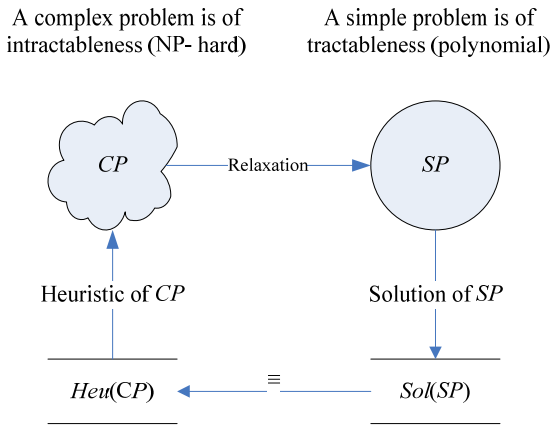 A complex problem is of
intractableness (NP- hard)
A simple problem is of
tractableness (polynomial)
CP
Relaxation
SP
Heuristic of CP
Solution of SP
Heu(CP)
≡
Sol(SP)